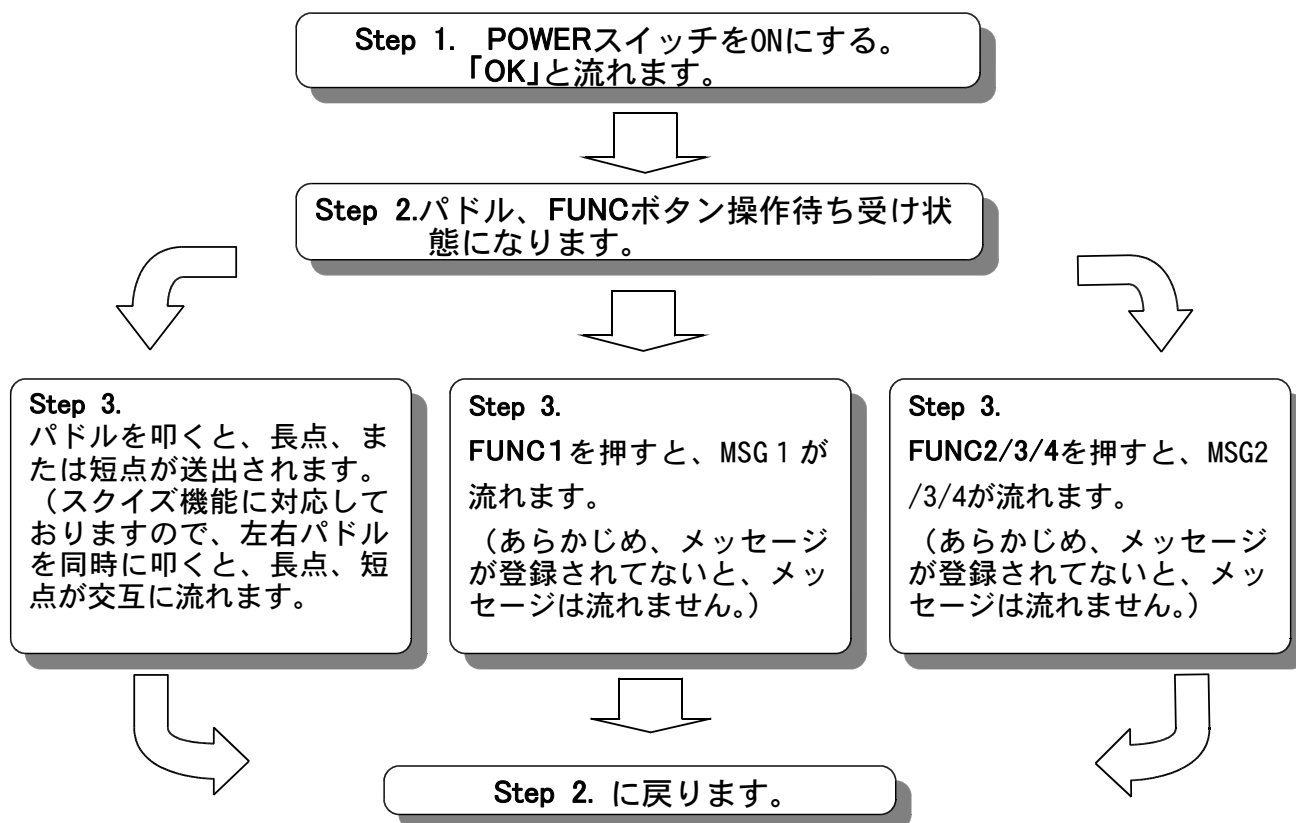 Step 1. POWERスイッチをONにする。
「OK」と流れます。
Step 2.パドル、FUNCボタン操作待ち受け状
態になります。
Step 3.
パドルを叩くと、長点、ま
たは短点が送出されます。
（スクイズ機能に対応して
おりますので、左右パドル
を同時に叩くと、長点、短
点が交互に流れます。
Step 3.
FUNC1を押すと、MSG１が
流れます。
（あらかじめ、メッセージ
が登録されてないと、メッ
セージは流れません。）
Step 3.
FUNC2/3/4を押すと、MSG2
/3/4が流れます。
（あらかじめ、メッセージ
が登録されてないと、メッ
セージは流れません。）
Step 2. に戻ります。